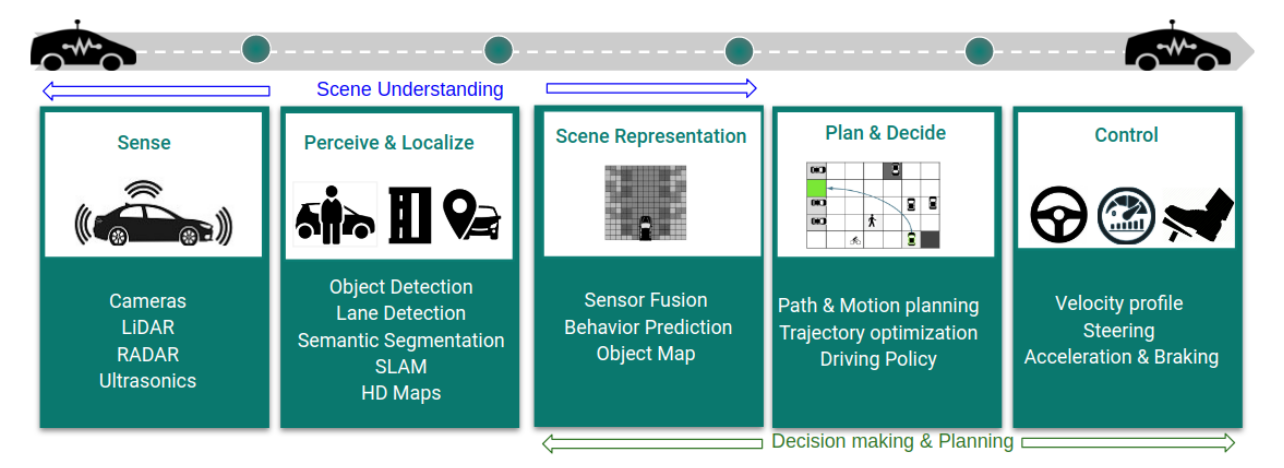 Scene Understanding
Sense
Cameras
LiDAR
RADAR
Ultrasonics
Perceive & Localize
Object Detection
Lane Detection
Semantic Segmentation
SLAM
HD Maps
Scene Representation
Sensor Fusion
Behavior Prediction
Object Map
Plan & Decide
Path & Motion planning
Trajectory optimization
Driving Policy
Control
Velocity profile
Steering
Acceleration & Braking
Decision making & Planning